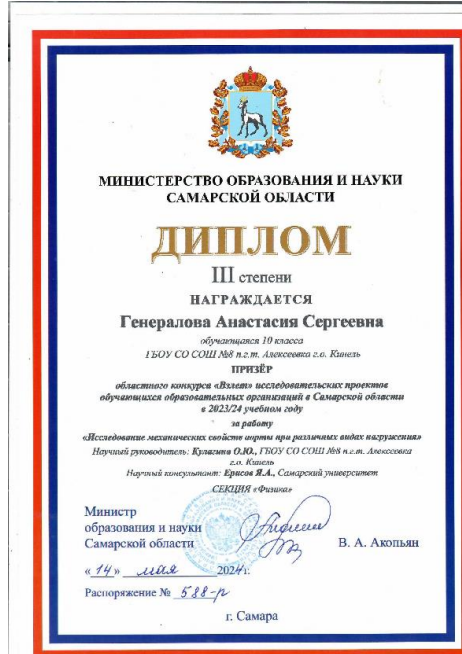 МИНИСТЕРСТВО ОБРАЗОВАНИЯ И НАУКИ
САМАРСКОЙ ОБЛАСТИ
ДИПЛОМ
III степени
НАГРАЖДАЕТСЯ
Генералова Анастасия Сергеевна
обучающаяся 10 класса
ГБОУ СО СОШ №8 п.г.т. Алексеевка г.о. Кинель
ПРИЗЁР
областного конкурса «Взлет» исследовательских проектов
обучающихся образовательных организаций в Самарской области
в 2023/24 учебном году
за работу
«Исследование механических свойств при различных видах нагружения»
Научный руководитель: Кулагина О.Ю., ГБОУ СО СОШ №8 п.г.т. Алексеевка
г.о. Кинель
Научный консультант: Ерисов Я.А., Самарский университет
СЕКЦИЯ «Физика»
Министр
образования и науки
Самарской области
В. А. Акопьян
«14» мая 2024г.
Распоряжение № 588-р
г. Самара